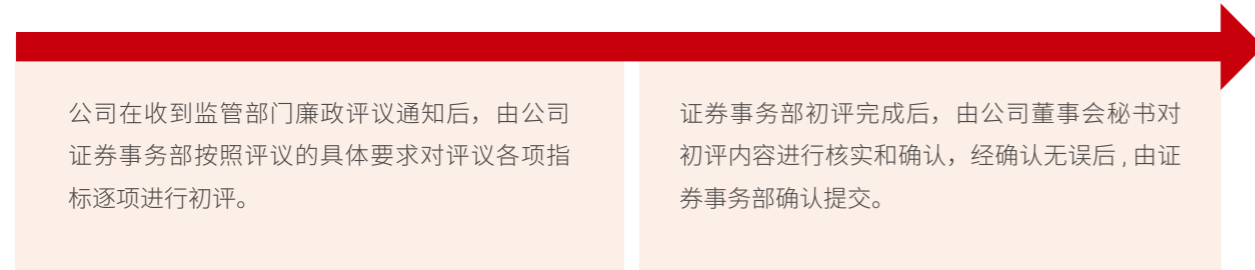 公司在收到监管部门廉政评议通知后，由公司
证券事务部按照评议的具体要求对评议各项指
标逐项进行初评。
证券事务部初评完成后，由公司董事会秘书对
初评内容进行核实和确认，经确认无误后 , 由证
券事务部确认提交。